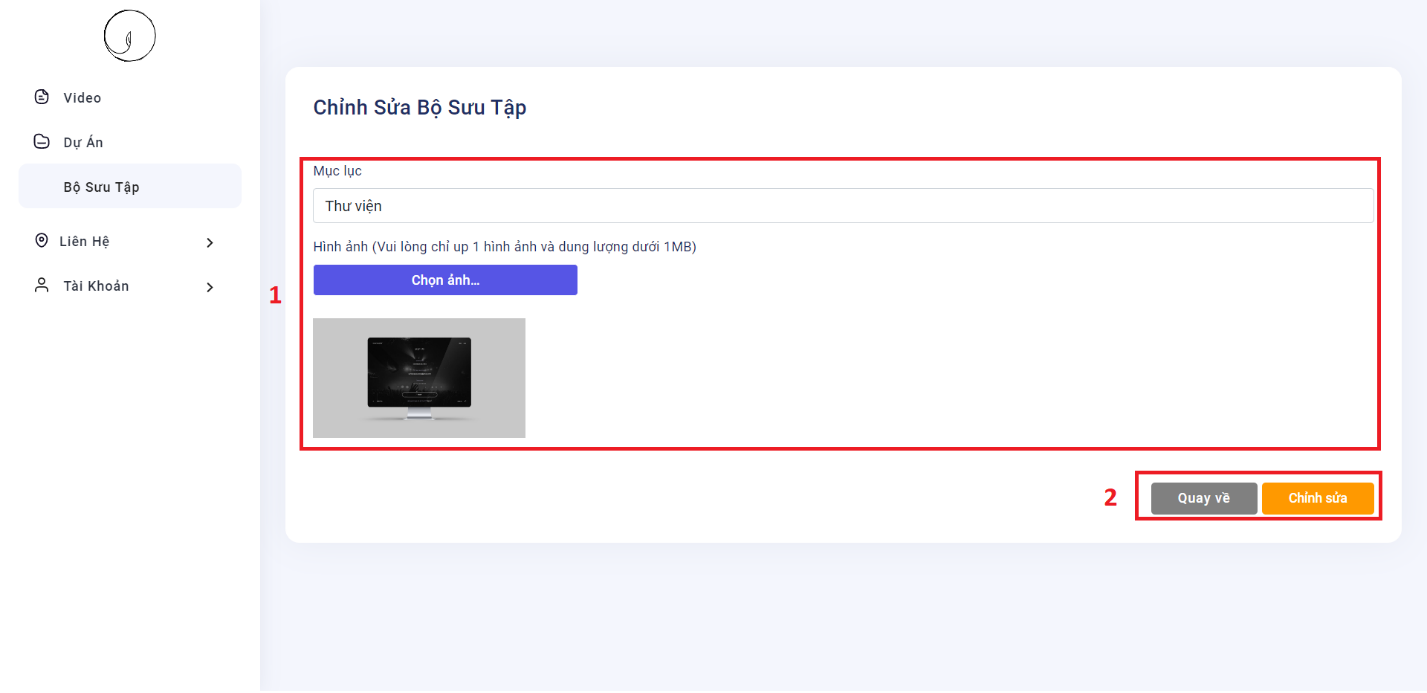 Video
Dự Án
Bộ Sưu Tập
Liên Hệ
Tài Khoản
Chỉnh Sửa Bộ Sưu Tập
Mục lục
Thư viện
Hình ảnh (Vui lòng chỉ up 1 hình ảnh và dung lượng dưới 1MB)
Chọn ảnh...
1
2
Quay về
Chỉnh sửa